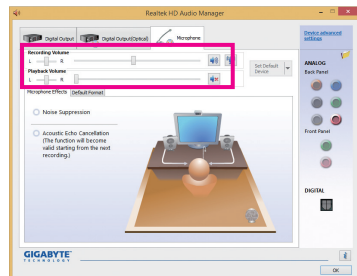 Realtek HD Audio Manager
Digital Output
Digital Output(Optical)
Microphone
Device advanced settings
Recording Volume
L
R
Set Default Device
Playback Volume
L
R
ANALOG
Back Panel
Microphone Effects
Default Format
Noise Suppression
Acoustic Echo Cancellation
(The function will become
valid starting from the next
recording.)
Front Panel
DIGITAL
GIGABYTE
TECHNOLOGY
OK